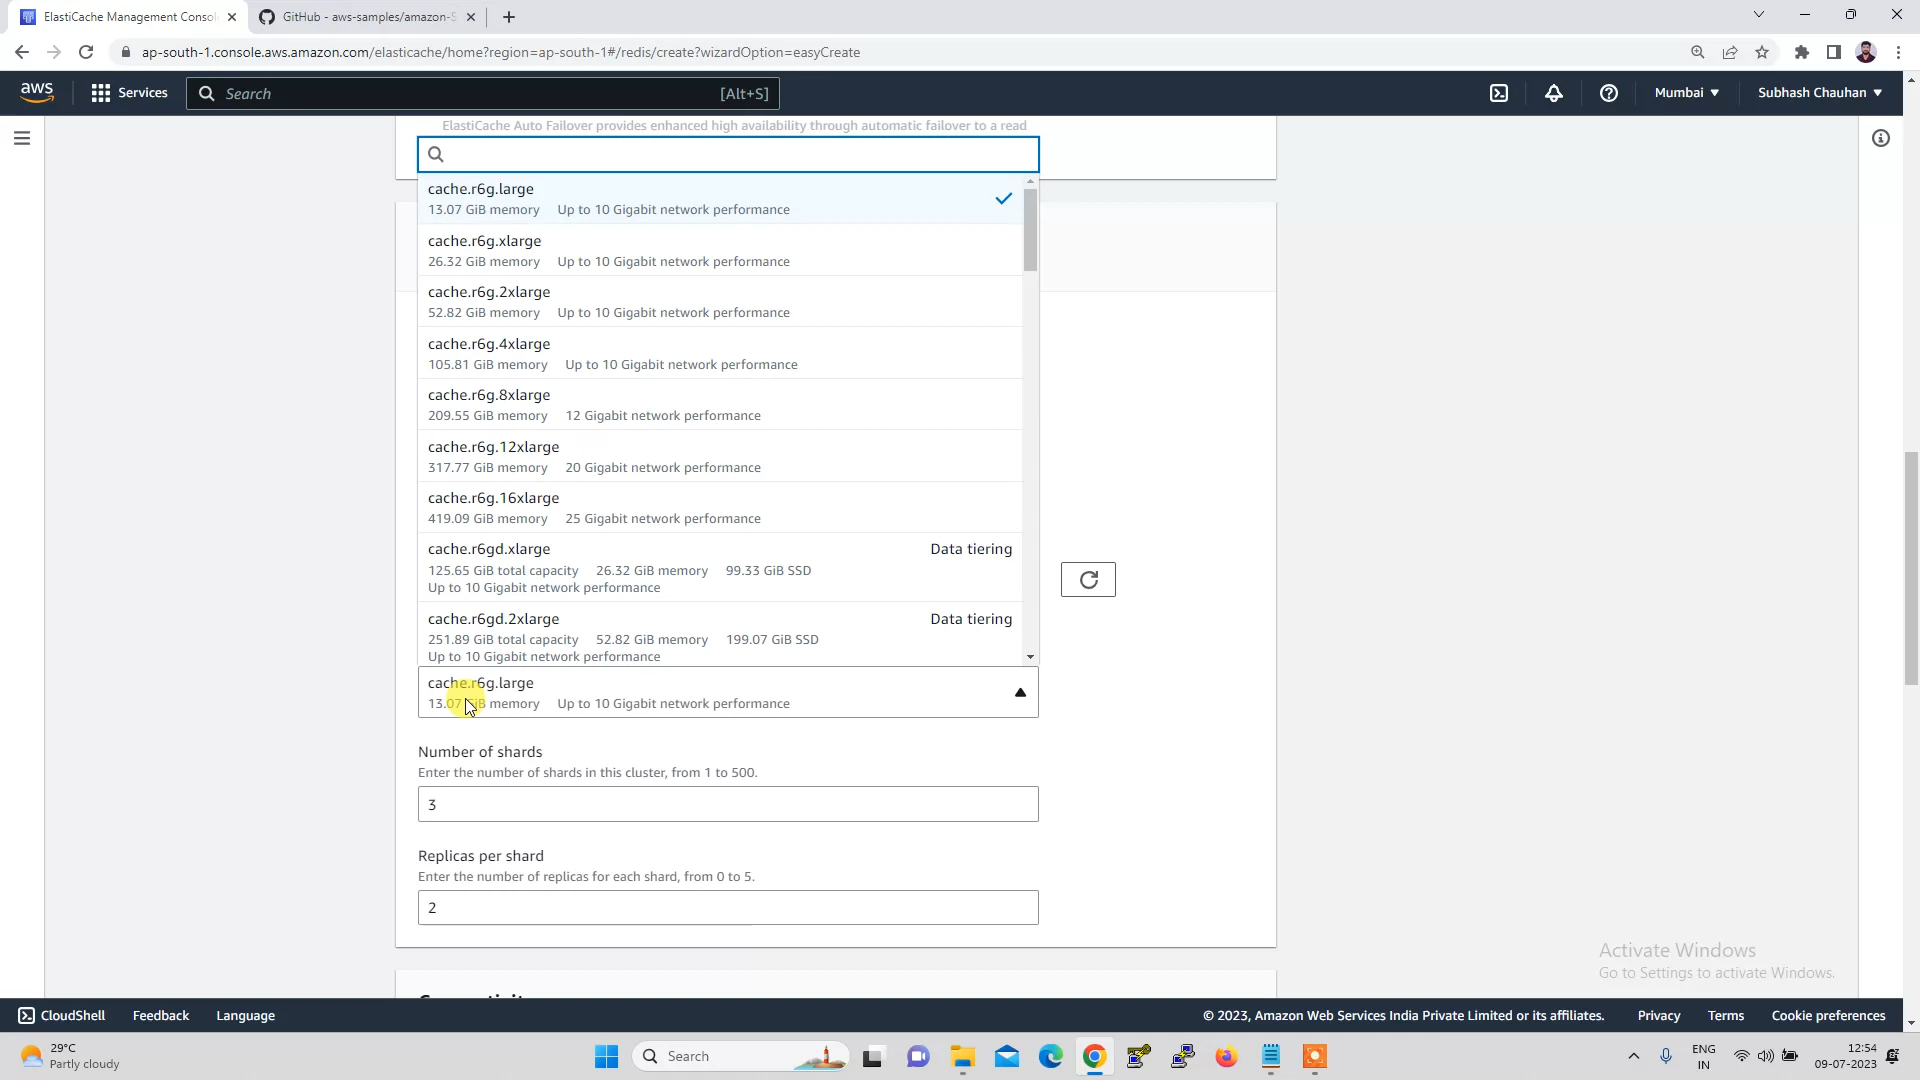 ElastiCache Management Consol
GitHub - aws-samples/amazon-S
ap-south-1.console.aws.amazon.com/elasticache/home?region=ap-south-1#/redis/create?wizardOption=easyCreate
aws
Services
Search
[Alt+S]
Mumbai
Subhash Chauhan
ElastiCache Auto Failover provides enhanced high availability through automatic failover to a read
cache.r6g.large
13.07 GiB memory Up to 10 Gigabit network performance
cache.r6g.xlarge
26.32 GiB memory Up to 10 Gigabit network performance
cache.r6g.2xlarge
52.82 GiB memory Up to 10 Gigabit network performance
cache.r6g.4xlarge
105.81 GiB memory Up to 10 Gigabit network performance
cache.r6g.8xlarge
209.55 GiB memory 12 Gigabit network performance
cache.r6g.12xlarge
317.77 GiB memory 20 Gigabit network performance
cache.r6g.16xlarge
419.09 GiB memory 25 Gigabit network performance
cache.r6gd.xlarge Data tiering
125.65 GiB total capacity 26.32 GiB memory 99.33 GiB SSD
Up to 10 Gigabit network performance
cache.r6gd.2xlarge Data tiering
251.89 GiB total capacity 52.82 GiB memory 199.07 GiB SSD
Up to 10 Gigabit network performance
cache.r6g.large
13.07 GiB memory Up to 10 Gigabit network performance
Number of shards
Enter the number of shards in this cluster, from 1 to 500.
3
Replicas per shard
Enter the number of replicas for each shard, from 0 to 5.
2
Activate Windows
Go to Settings to activate Windows.
CloudShell Feedback Language
© 2023, Amazon Web Services India Private Limited or its affiliates. Privacy Terms Cookie preferences
29°C
Partly cloudy
Search
ENG
IN
12:54
09-07-2023